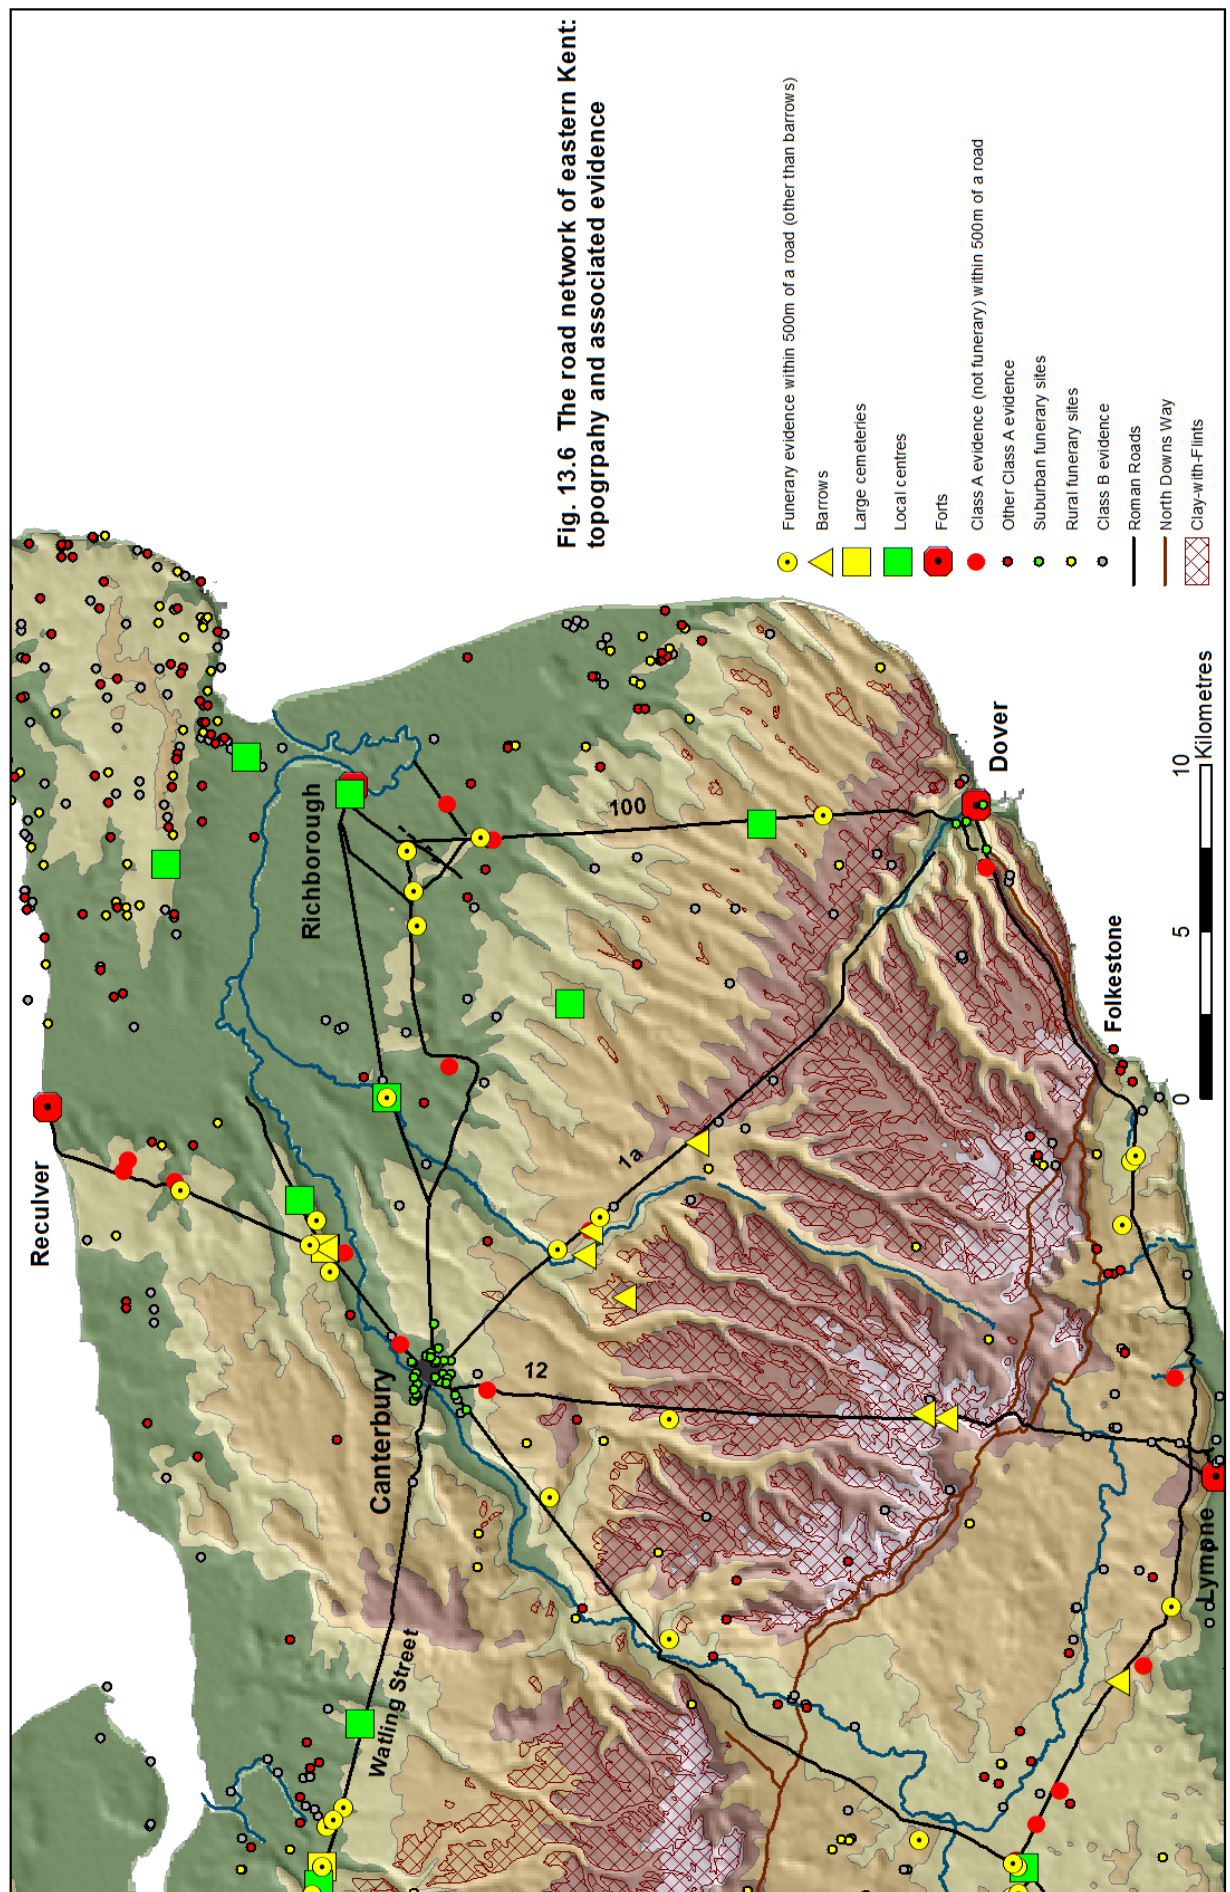 Fig. 13.6 The road network of eastern Kent:
topogrpahy and associated evidence
Funerary evidence within 500m of a road (other than barrows)
Barrows
Large cemeteries
Local centres
Forts
Class A evidence (not funerary) within 500m of a road
Other Class A evidence
Suburban funerary sites
Rural funerary sites
Class B evidence
Roman Roads
North Downs Way
Clay-with-Flints
Reculver
Richborough
Canterbury
Watling Street
100
1a
12
Dover
Folkestone
Lympne
0
5
10
Kilometres